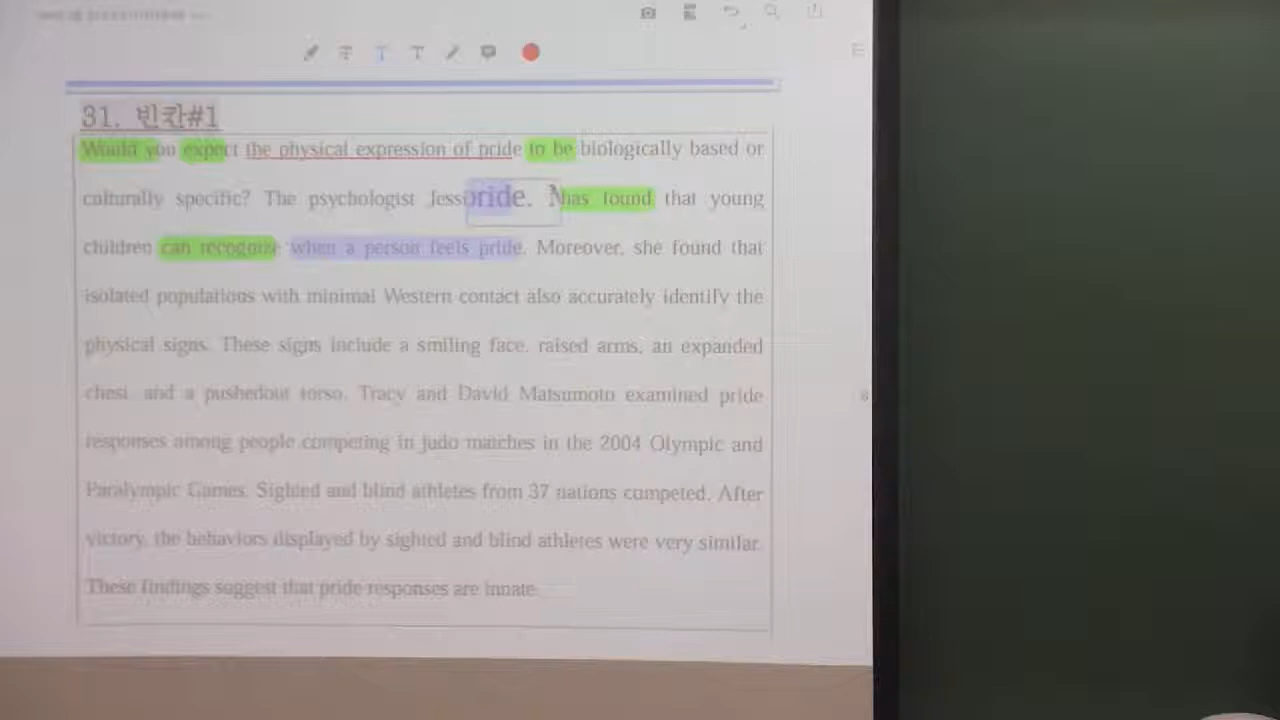 31. 빈칸#1
Would you expect the physical expression of pride to be biologically based or
culturally specific? The psychologist Jess pride. has found that young
children can recognize when a person feels pride. Moreover, she found that
isolated populations with minimal Western contact also accurately identify the
physical signs. These signs include a smiling face, raised arms, an expanded
chest, and a pushedout torso. Tracy and David Matsumoto examined pride
responses among people competing in judo matches in the 2004 Olympic and
Paralympic Games. Sighted and blind athletes from 37 nations competed. After
victory, the behaviors displayed by sighted and blind athletes were very similar.
These findings suggest that pride responses are innate.